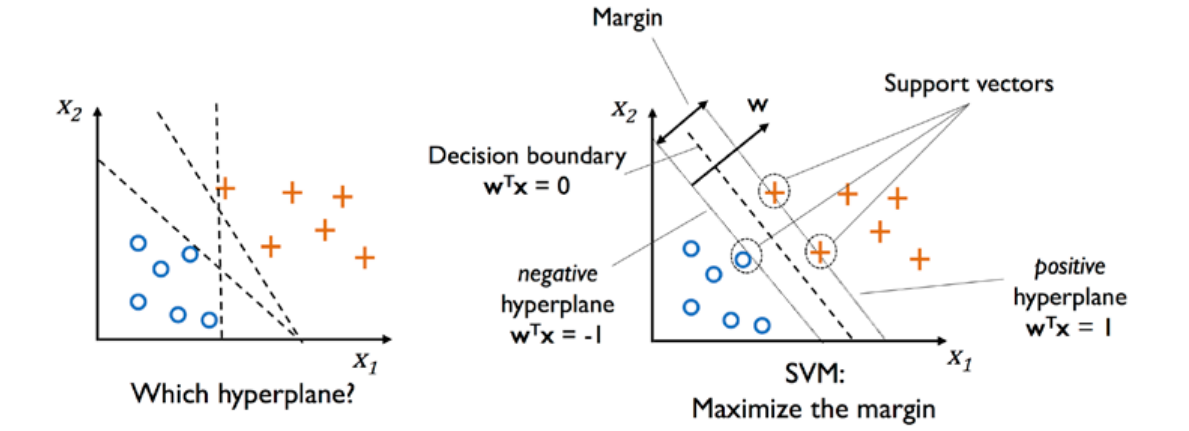 Margin
X2
X1
Which hyperplane?
X2
w
Support vectors
Decision boundary
wTx = 0
negative
hyperplane
wTx = -1
positive
hyperplane
wTx = 1
X1
SVM:
Maximize the margin